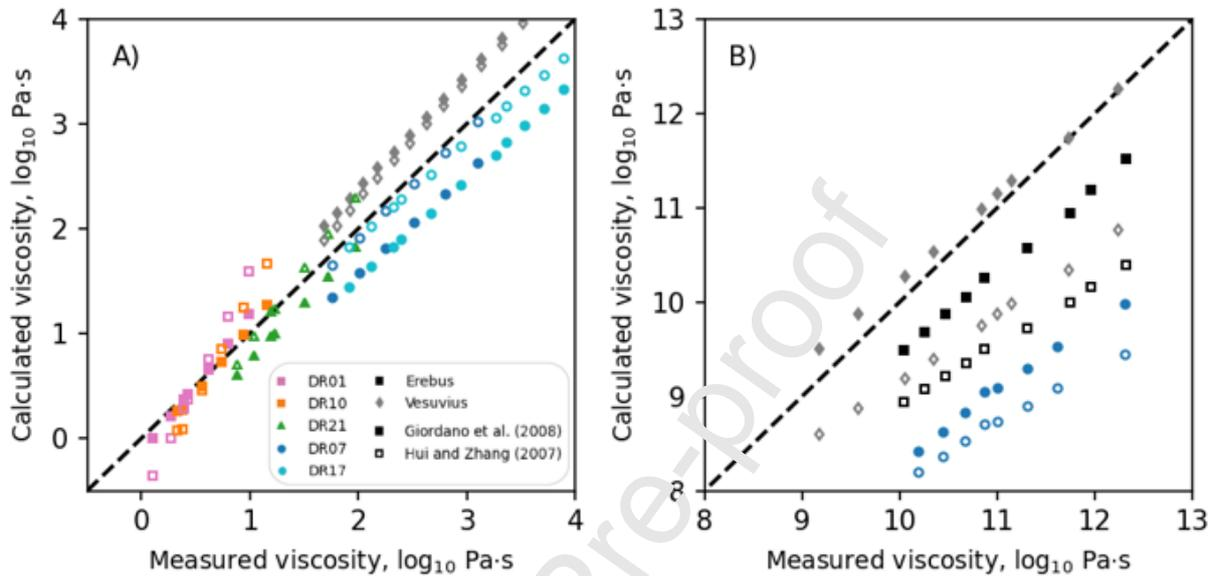 A)
Calculated viscosity, log10 Pa·s
4
3
2
1
0
0 1 2 3 4
Measured viscosity, log10 Pa·s
DR01
DR10
DR21
DR07
DR17
Erebus
Vesuvius
Giordano et al. (2008)
Hui and Zhang (2007)
B)
Calculated viscosity, log10 Pa·s
13
12
11
10
9
8
8 9 10 11 12 13
Measured viscosity, log10 Pa·s
Pre-proof